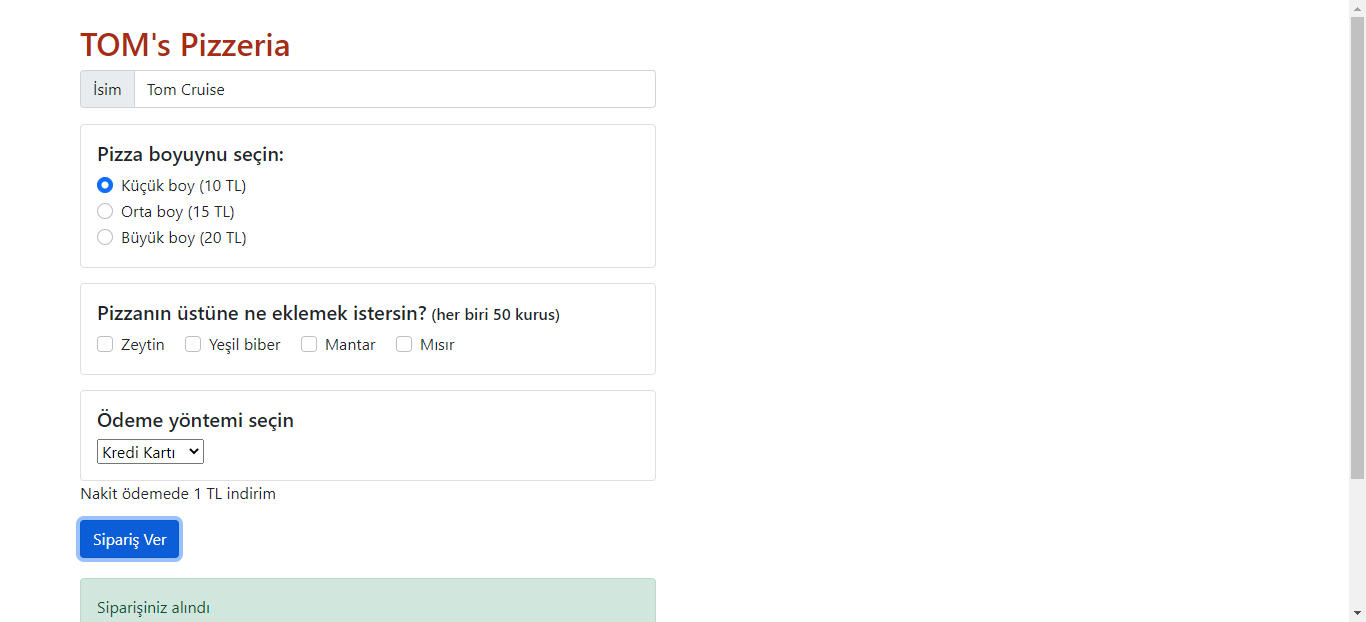 TOM's Pizzeria
İsim Tom Cruise
Pizza boyuynu seçin:
Küçük boy (10 TL)
Orta boy (15 TL)
Büyük boy (20 TL)
Pizzanın üstüne ne eklemek istersin? (her biri 50 kurus)
Zeytin Yeşil biber Mantar Mısır
Ödeme yöntemi seçin
Kredi Kartı
Nakit ödemede 1 TL indirim
Sipariş Ver
Siparişiniz alındı